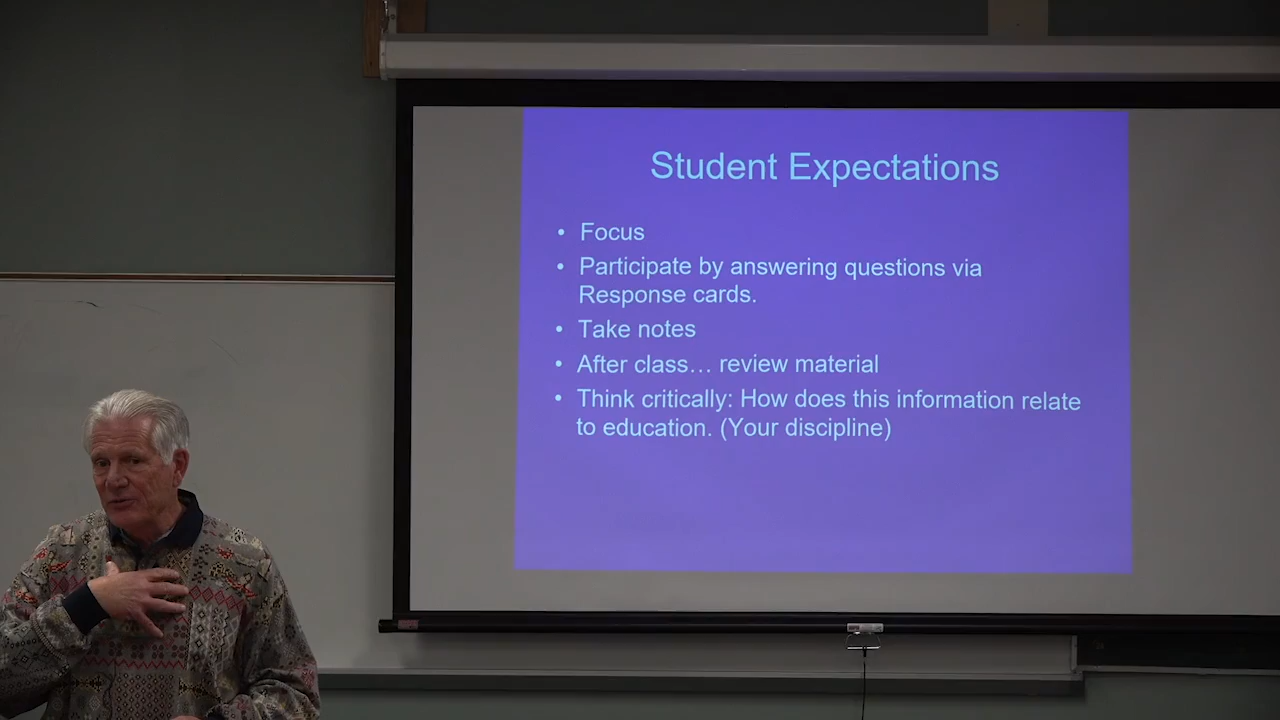 Student Expectations
• Focus
• Participate by answering questions via
Response cards.
• Take notes
• After class… review material
• Think critically: How does this information relate
to education. (Your discipline)